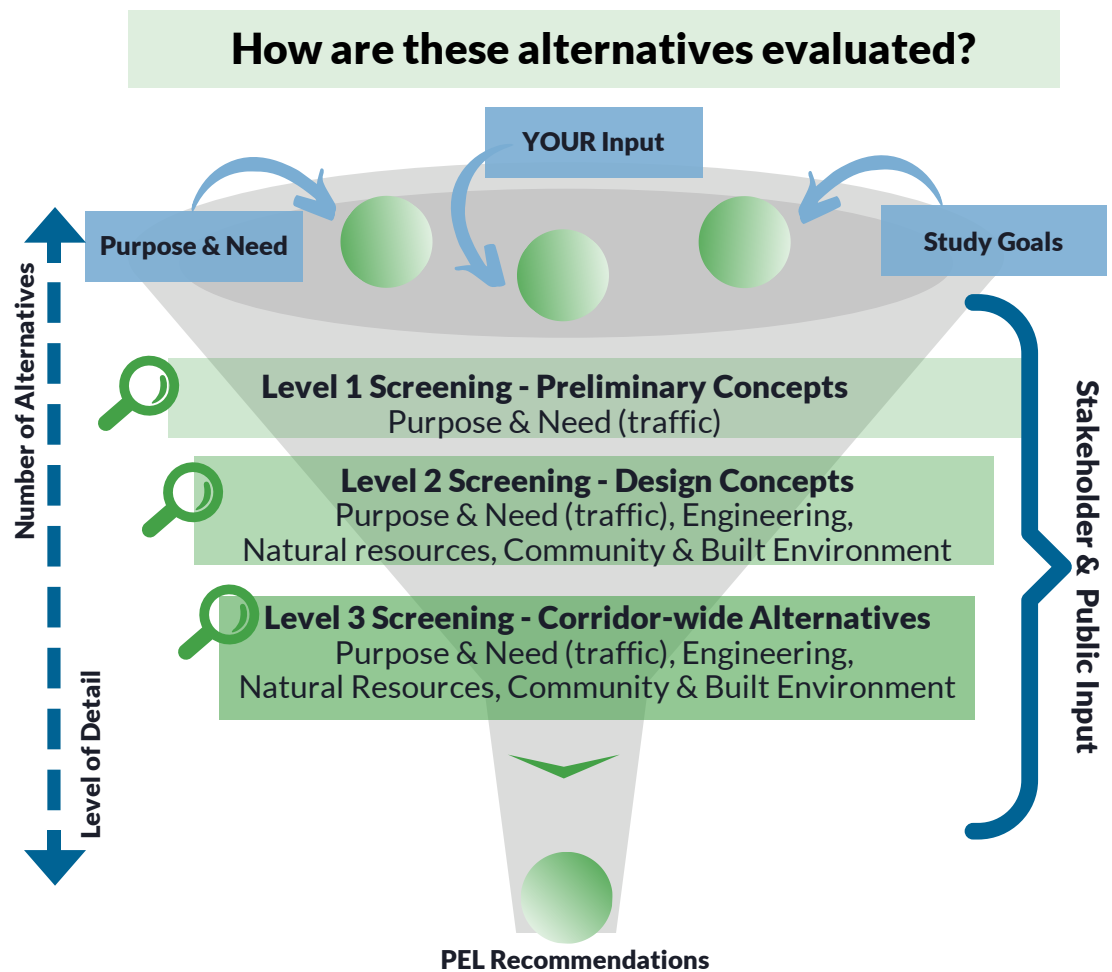 How are these alternatives evaluated?
YOUR Input
Purpose & Need
Study Goals
Number of Alternatives
Level 1 Screening - Preliminary Concepts
Purpose & Need (traffic)
Level 2 Screening - Design Concepts
Purpose & Need (traffic), Engineering,
Natural resources, Community & Built Environment
Level 3 Screening - Corridor-wide Alternatives
Purpose & Need (traffic), Engineering,
Natural Resources, Community & Built Environment
Level of Detail
Stakeholder & Public Input
PEL Recommendations